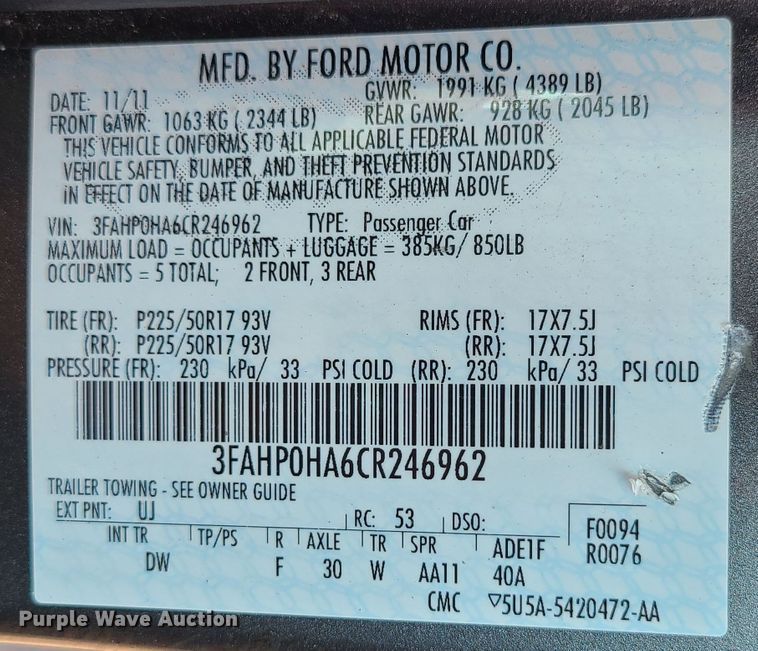 MFD. BY FORD MOTOR CO.
DATE: 11/11 GVWR: 1991 KG ( 4389 LB)
FRONT GAWR: 1063 KG ( 2344 LB) REAR GAWR: 928 KG ( 2045 LB)
THIS VEHICLE CONFORMS TO ALL APPLICABLE FEDERAL MOTOR
VEHICLE SAFETY, BUMPER, AND THEFT PREVENTION STANDARDS
IN EFFECT ON THE DATE OF MANUFACTURE SHOWN ABOVE.
VIN: 3FAHP0HA6CR246962 TYPE: Passenger Car
MAXIMUM LOAD = OCCUPANTS + LUGGAGE = 385KG/ 850LB
OCCUPANTS = 5 TOTAL; 2 FRONT, 3 REAR
TIRE (FR): P225/50R17 93V RIMS (FR): 17X7.5J
(RR): P225/50R17 93V (RR): 17X7.5J
PRESSURE (FR): 230 kPa/ 33 PSI COLD (RR): 230 kPa/ 33 PSI COLD
3FAHP0HA6CR246962
TRAILER TOWING - SEE OWNER GUIDE
EXT PNT: UJ RC: 53 DSO: F0094
INT TR TP/PS R AXLE TR SPR ADE1F R0076
DW F 30 W AA11 40A
CMC ▽5U5A-5420472-AA
Purple Wave Auction